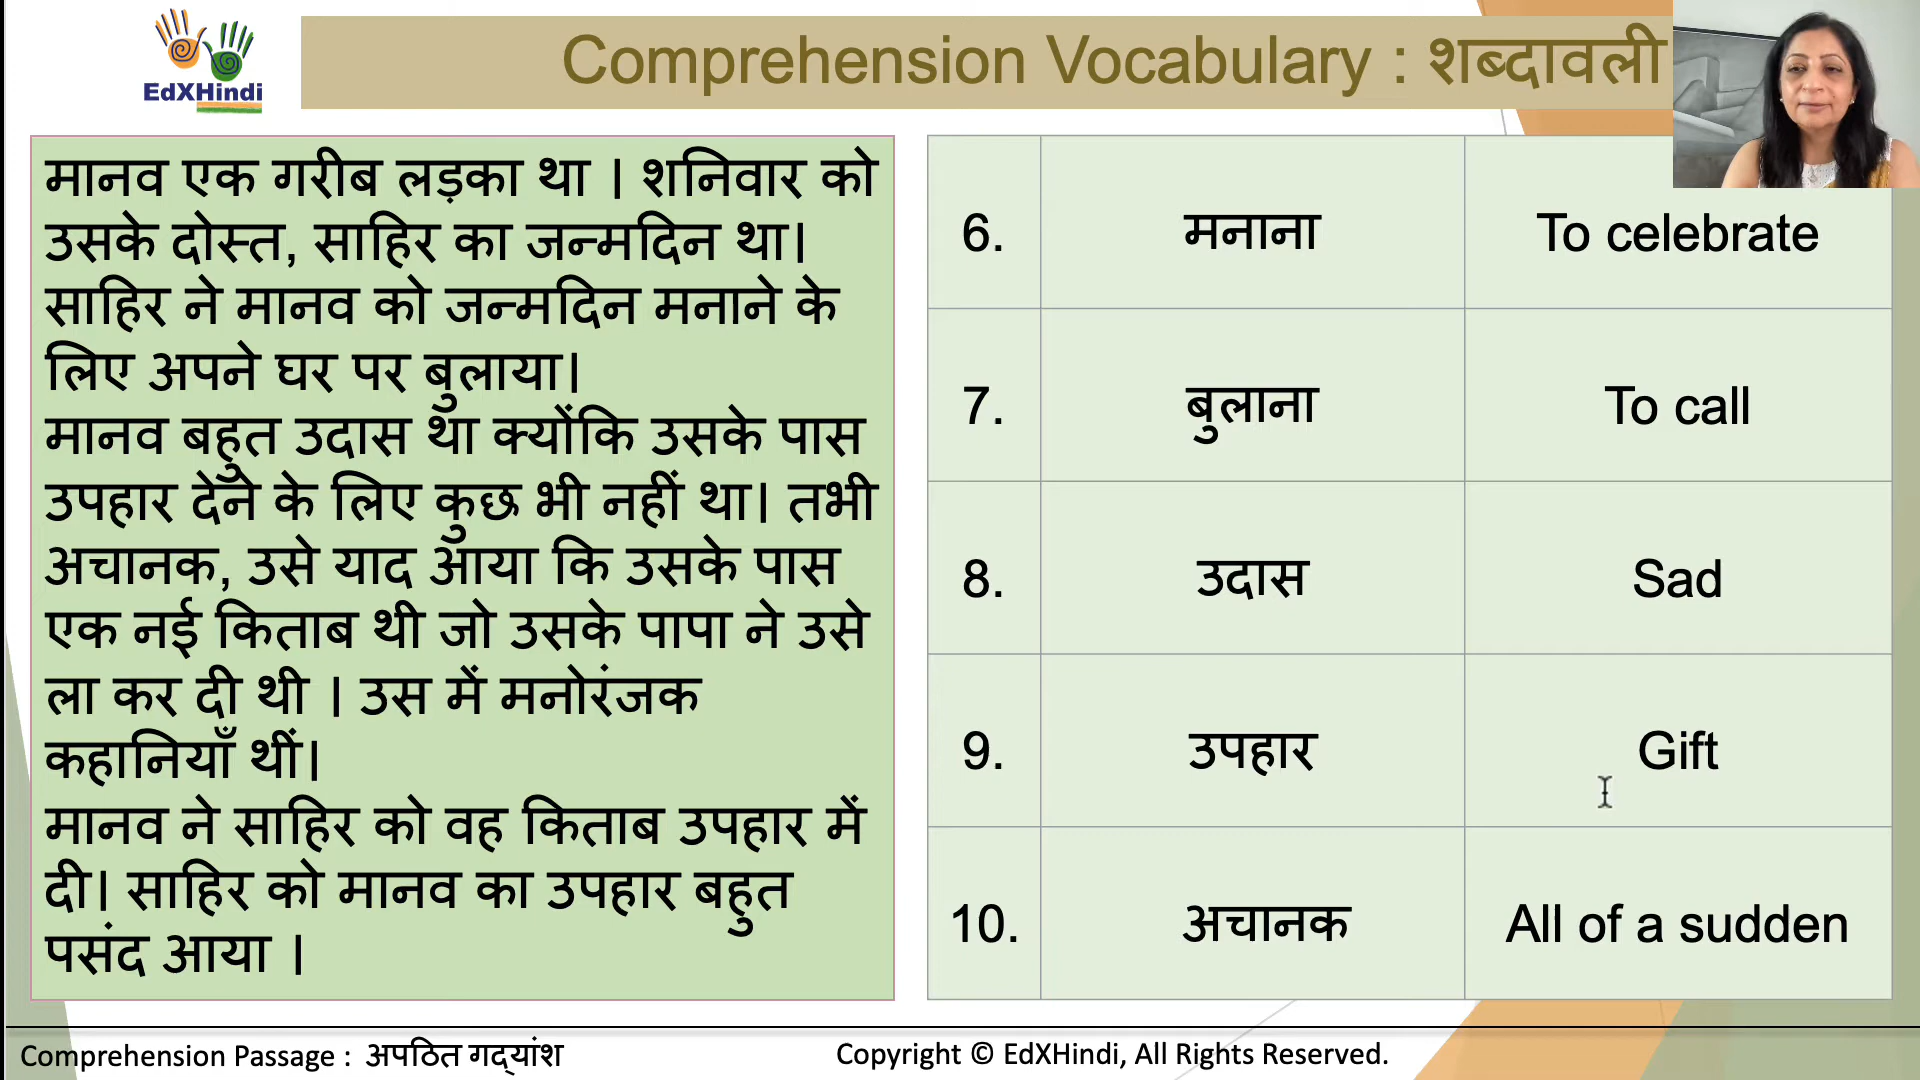 EdXHindi
Comprehension Vocabulary : शब्दावली
मानव एक गरीब लड़का था । शनिवार को
उसके दोस्त, साहिर का जन्मदिन था।
साहिर ने मानव को जन्मदिन मनाने के
लिए अपने घर पर बुलाया।
मानव बहुत उदास था क्योंकि उसके पास
उपहार देने के लिए कुछ भी नहीं था। तभी
अचानक, उसे याद आया कि उसके पास
एक नई किताब थी जो उसके पापा ने उसे
ला कर दी थी । उस में मनोरंजक
कहानियाँ थीं।
मानव ने साहिर को वह किताब उपहार में
दी। साहिर को मानव का उपहार बहुत
पसंद आया ।
6. मनाना To celebrate
7. बुलाना To call
8. उदास Sad
9. उपहार Gift
10. अचानक All of a sudden
Comprehension Passage : अपठित गद्‌यांश
Copyright © EdXHindi, All Rights Reserved.